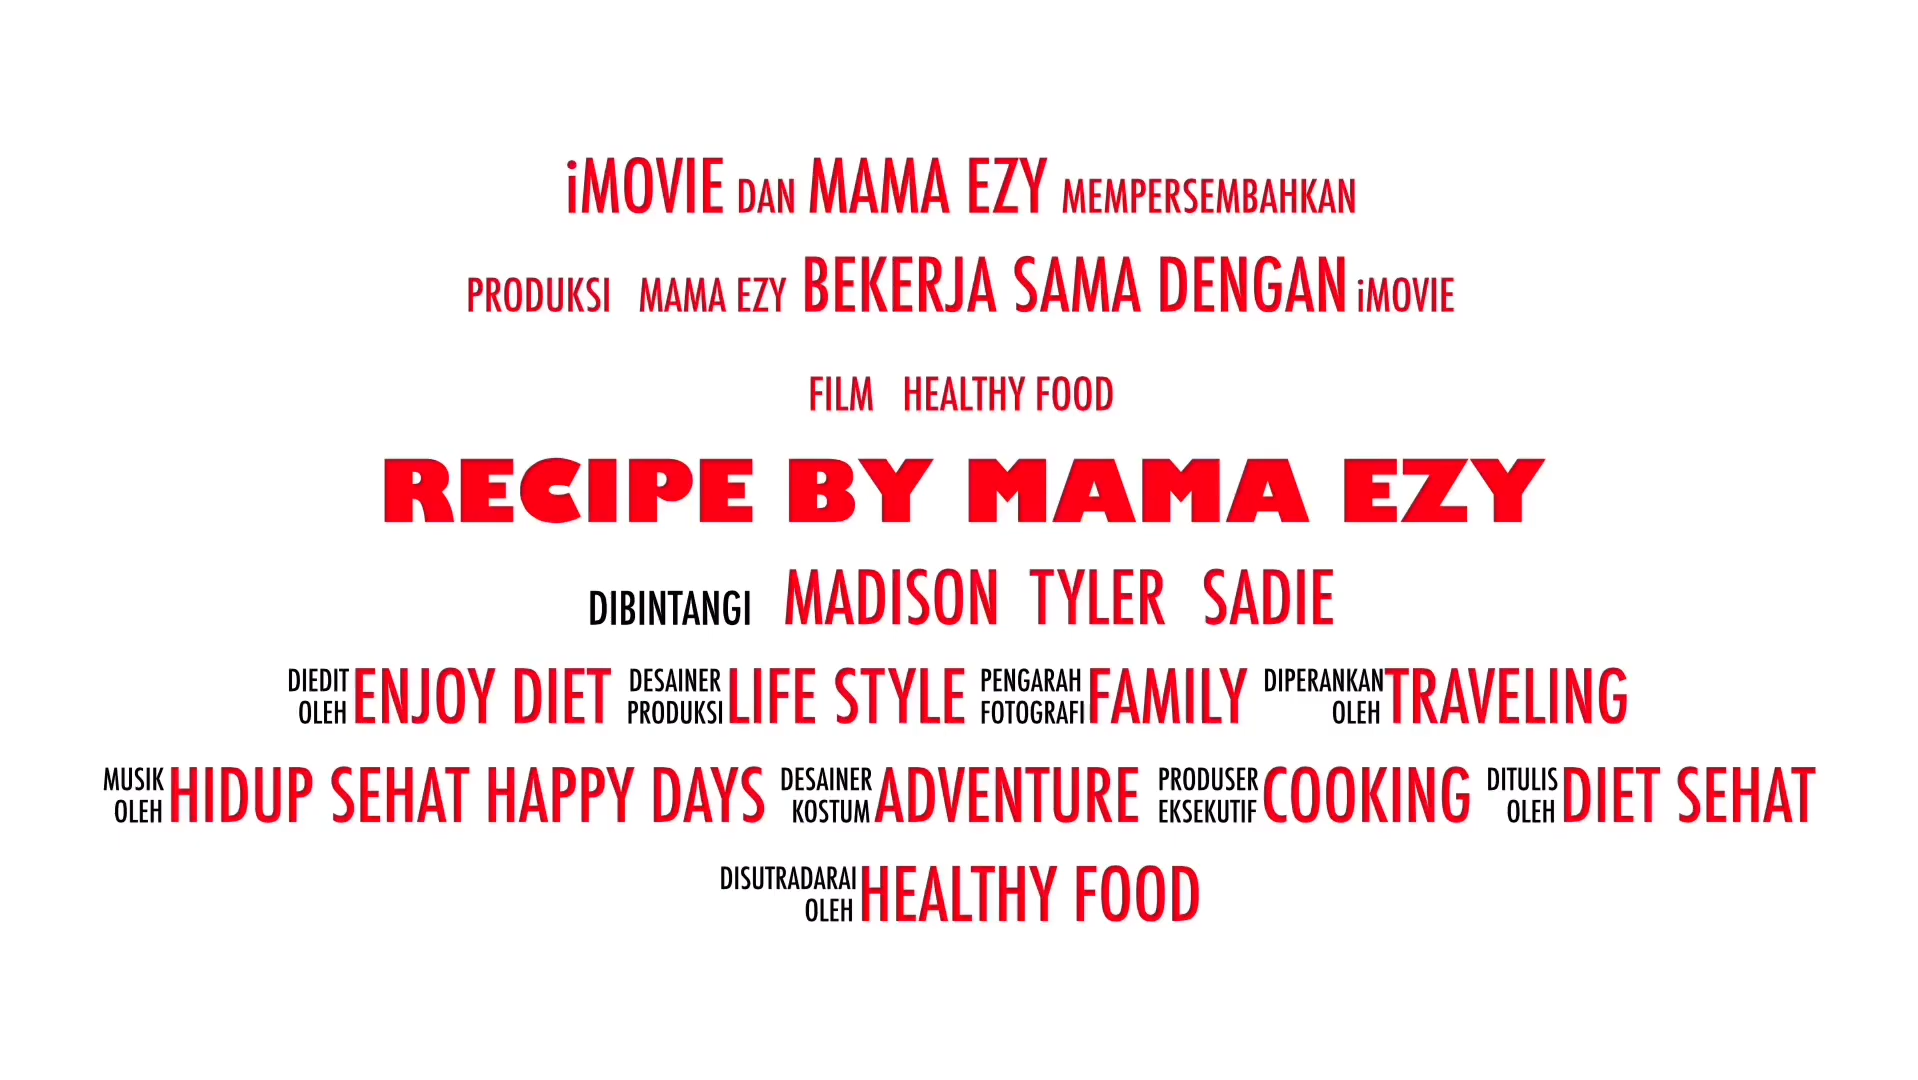 iMOVIE DAN MAMA EZY MEMPERSEMBAHKAN
PRODUKSI MAMA EZY BEKERJA SAMA DENGAN iMOVIE
FILM HEALTHY FOOD
RECIPE BY MAMA EZY
DIBINTANGI MADISON TYLER SADIE
DIEDIT OLEH ENJOY DIET DESAINER PRODUKSI LIFE STYLE PENGARAH FOTOGRAFI FAMILY DIPERANKAN OLEH TRAVELING
MUSIK OLEH HIDUP SEHAT HAPPY DAYS DESAINER KOSTUM ADVENTURE PRODUSER EKSEKUTIF COOKING DITULIS OLEH DIET SEHAT
DISUTRADARAI OLEH HEALTHY FOOD